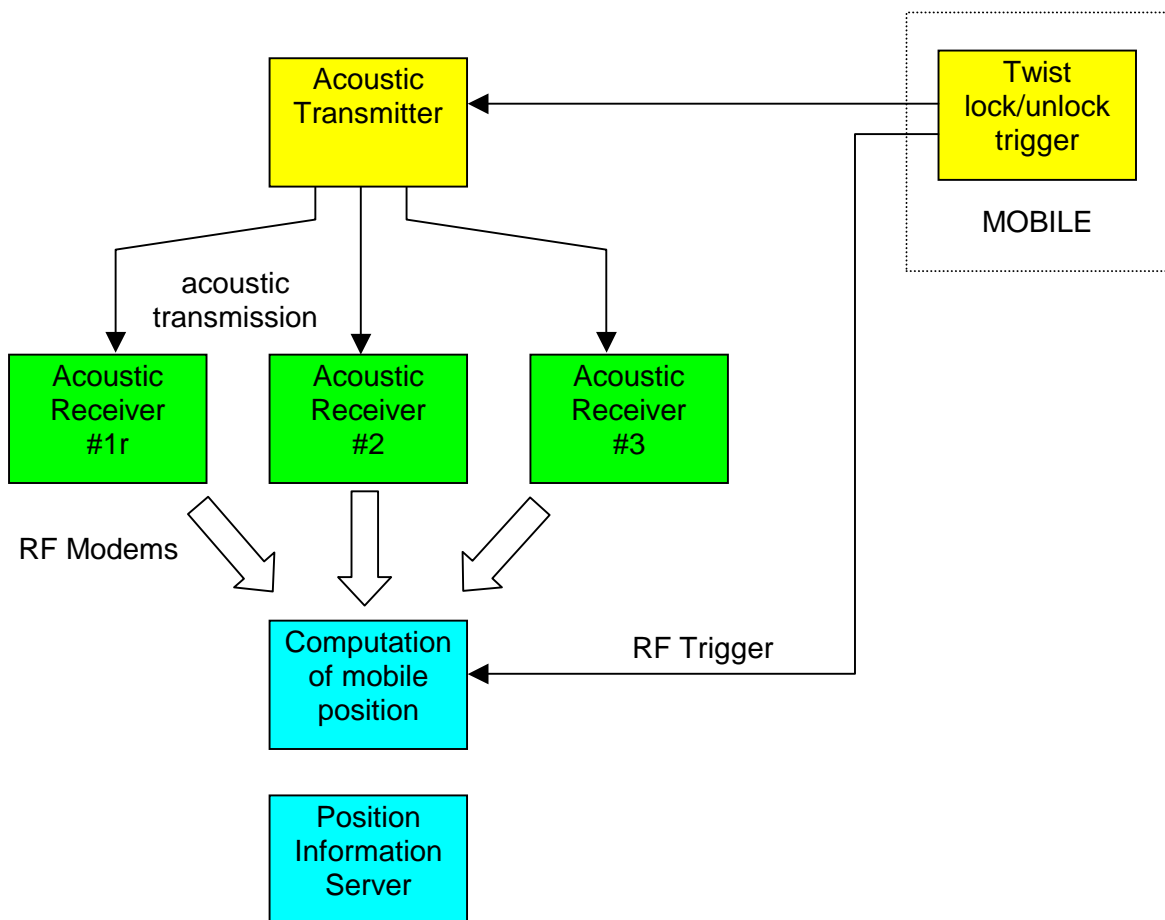 Acoustic
Transmitter
Twist
lock/unlock
trigger
MOBILE
acoustic
transmission
Acoustic
Receiver
#1r
Acoustic
Receiver
#2
Acoustic
Receiver
#3
RF Modems
Computation
of mobile
position
RF Trigger
Position
Information
Server